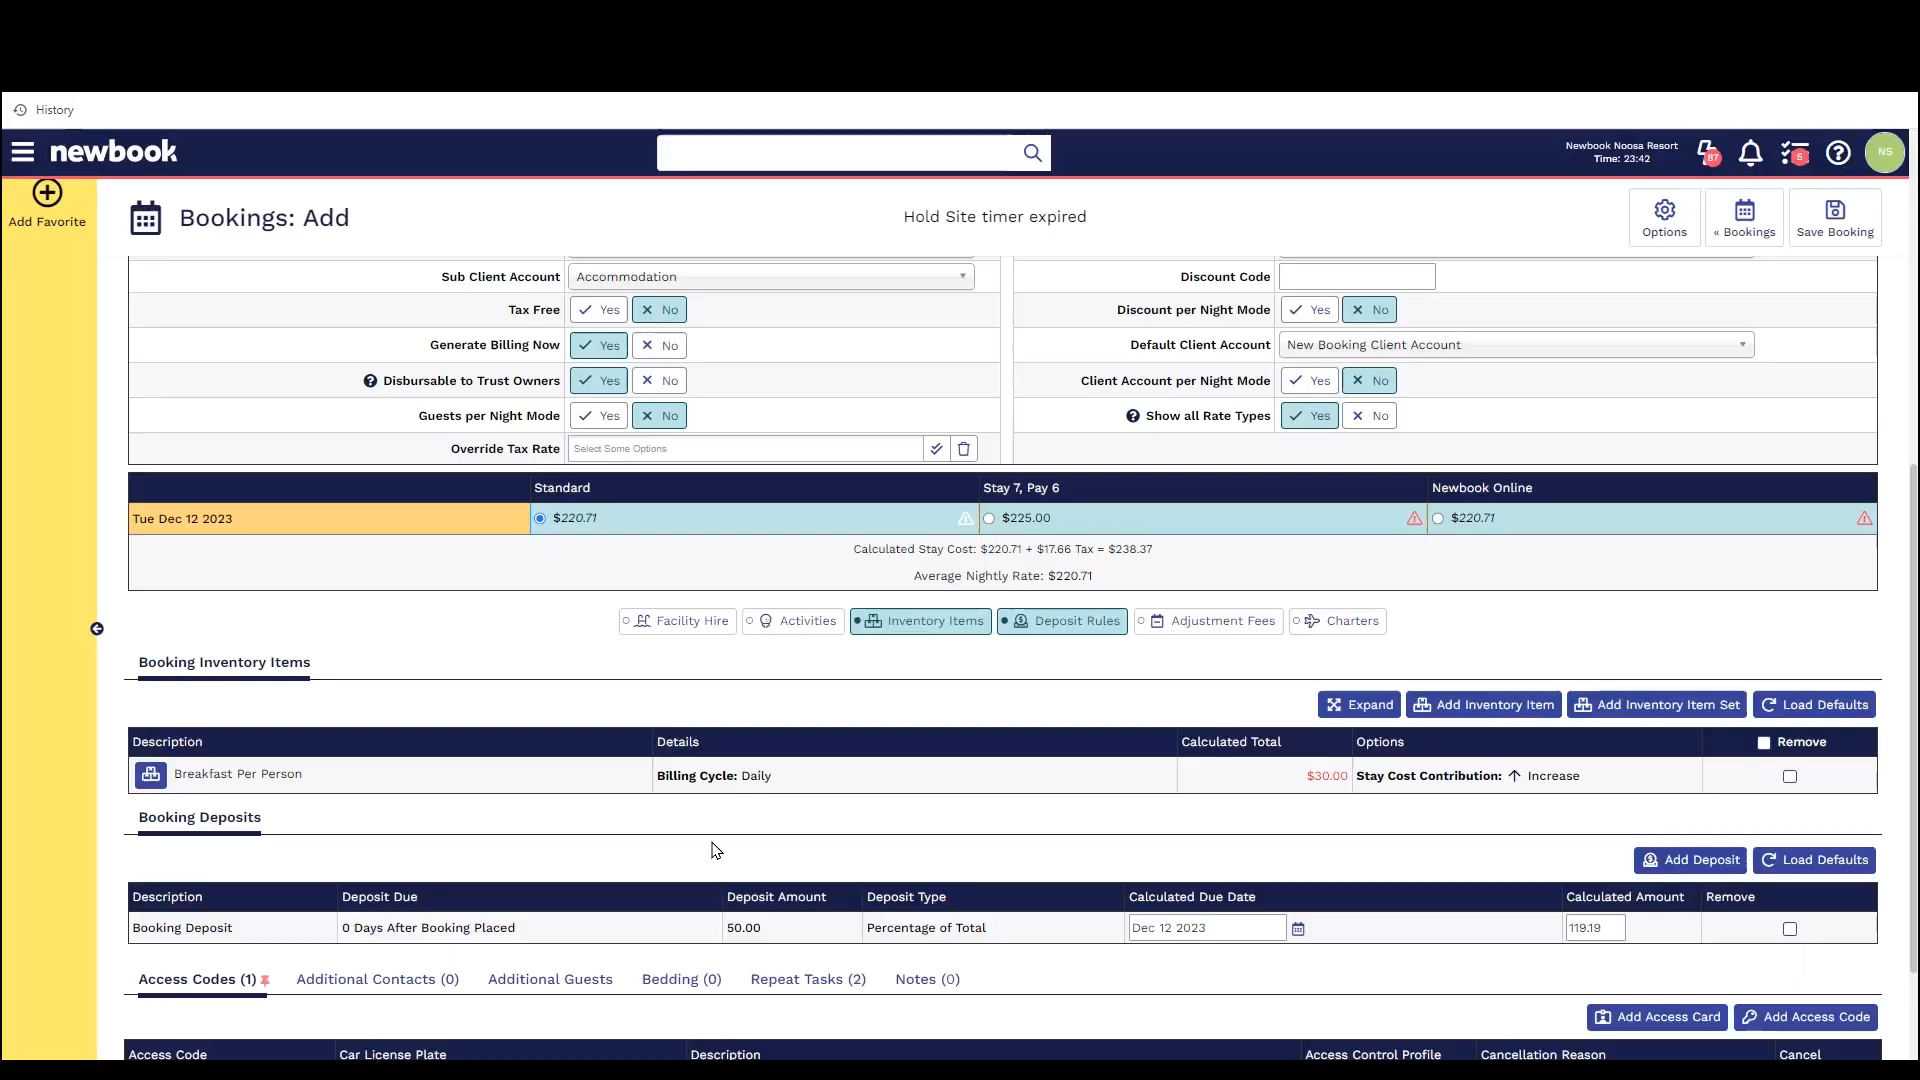 History
newbook
Newbook Noosa Resort
Time: 23:42
87
5
NS
Add Favorite
Bookings: Add
Hold Site timer expired
Options
« Bookings
Save Booking
Sub Client Account Accommodation Discount Code
Tax Free Yes No Discount per Night Mode Yes No
Generate Billing Now Yes No Default Client Account New Booking Client Account
Disbursable to Trust Owners Yes No Client Account per Night Mode Yes No
Guests per Night Mode Yes No Show all Rate Types Yes No
Override Tax Rate Select Some Options
Standard Stay 7, Pay 6 Newbook Online
Tue Dec 12 2023 $220.71 $225.00 $220.71
Calculated Stay Cost: $220.71 + $17.66 Tax = $238.37
Average Nightly Rate: $220.71
Facility Hire Activities Inventory Items Deposit Rules Adjustment Fees Charters
Booking Inventory Items
Expand Add Inventory Item Add Inventory Item Set Load Defaults
Description Details Calculated Total Options Remove
Breakfast Per Person Billing Cycle: Daily $30.00 Stay Cost Contribution: ↑ Increase
Booking Deposits
Add Deposit Load Defaults
Description Deposit Due Deposit Amount Deposit Type Calculated Due Date Calculated Amount Remove
Booking Deposit 0 Days After Booking Placed 50.00 Percentage of Total Dec 12 2023 119.19
Access Codes (1) Additional Contacts (0) Additional Guests Bedding (0) Repeat Tasks (2) Notes (0)
Add Access Card Add Access Code
Access Code Car License Plate Description Access Control Profile Cancellation Reason Cancel